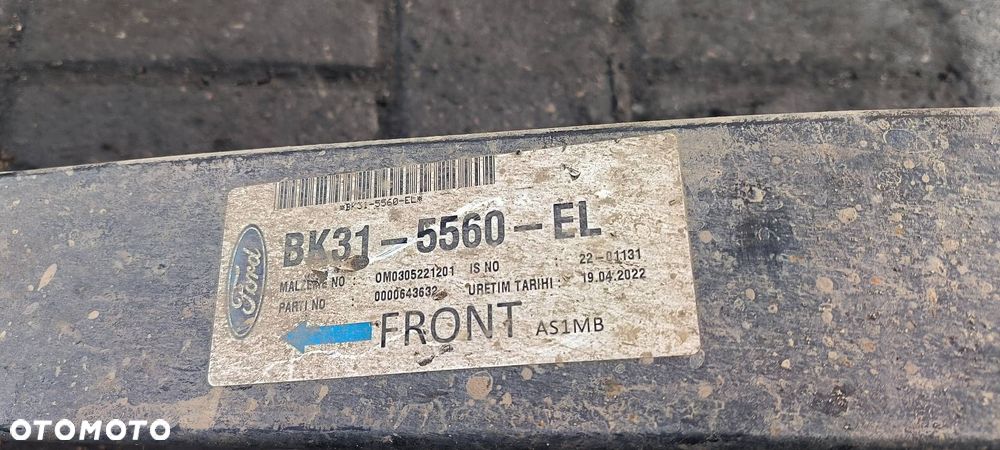 *BK31-5560-EL*
BK31-5560-EL
MALZEME NO : 0M0305221201 IS NO : 22-01131
PARTI NO : 0000643632 URETIM TARIHI : 19.04.2022
Ford
FRONT AS1MB
OTOMOTO